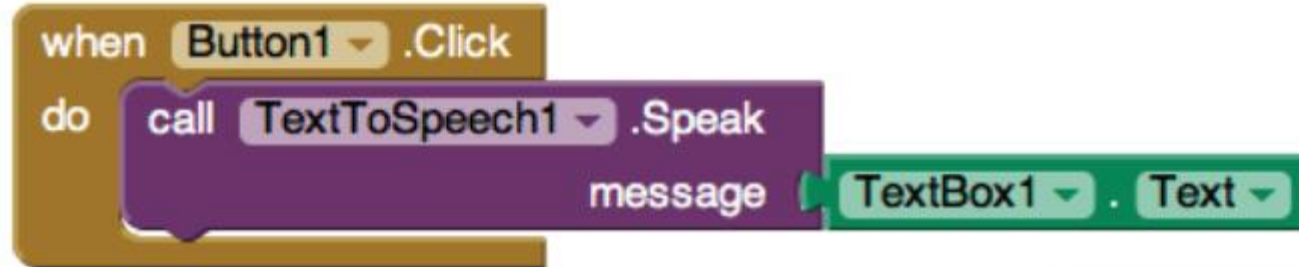 when Button1 .Click
do call TextToSpeech1 .Speak
message TextBox1 . Text